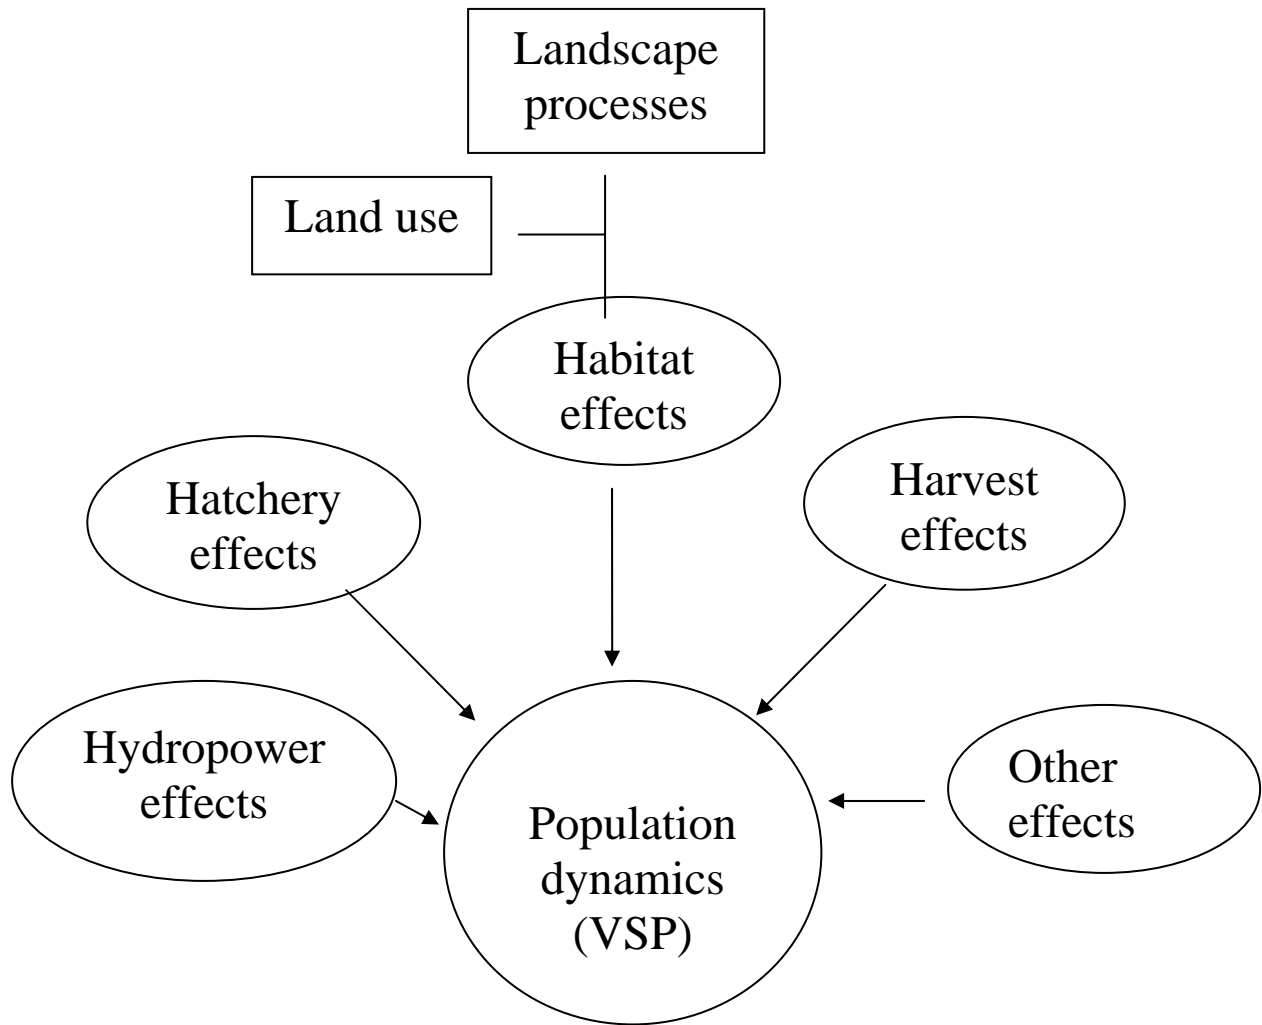 Landscape
processes
Land use
Habitat
effects
Hatchery
effects
Harvest
effects
Hydropower
effects
Other
effects
Population
dynamics
(VSP)